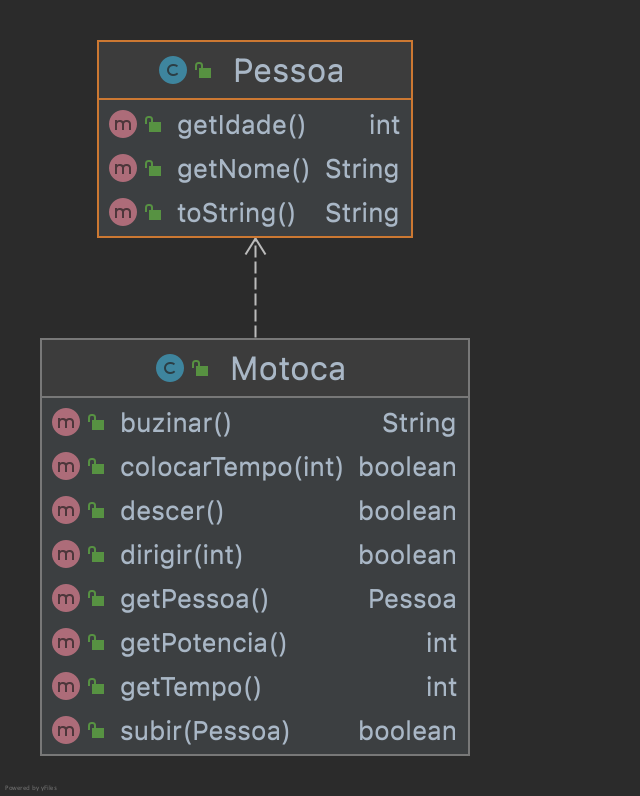 Pessoa
getIdade() int
getNome() String
toString() String
Motoca
buzinar() String
colocarTempo(int) boolean
descer() boolean
dirigir(int) boolean
getPessoa() Pessoa
getPotencia() int
getTempo() int
subir(Pessoa) boolean
Powered by yFiles